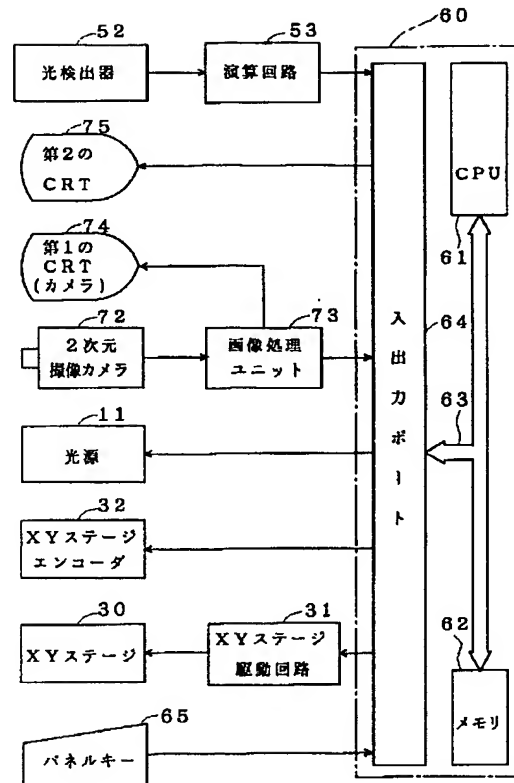 60
52
光検出器
53
演算回路
75
第2の
CRT
74
第1の
CRT
(カメラ)
72
2次元
撮像カメラ
73
画像処理
ユニット
11
光源
32
XYステージ
エンコーダ
30
XYステージ
31
XYステージ
駆動回路
65
パネルキー
入出力ポート
64
CPU
61
63
62
メモリ